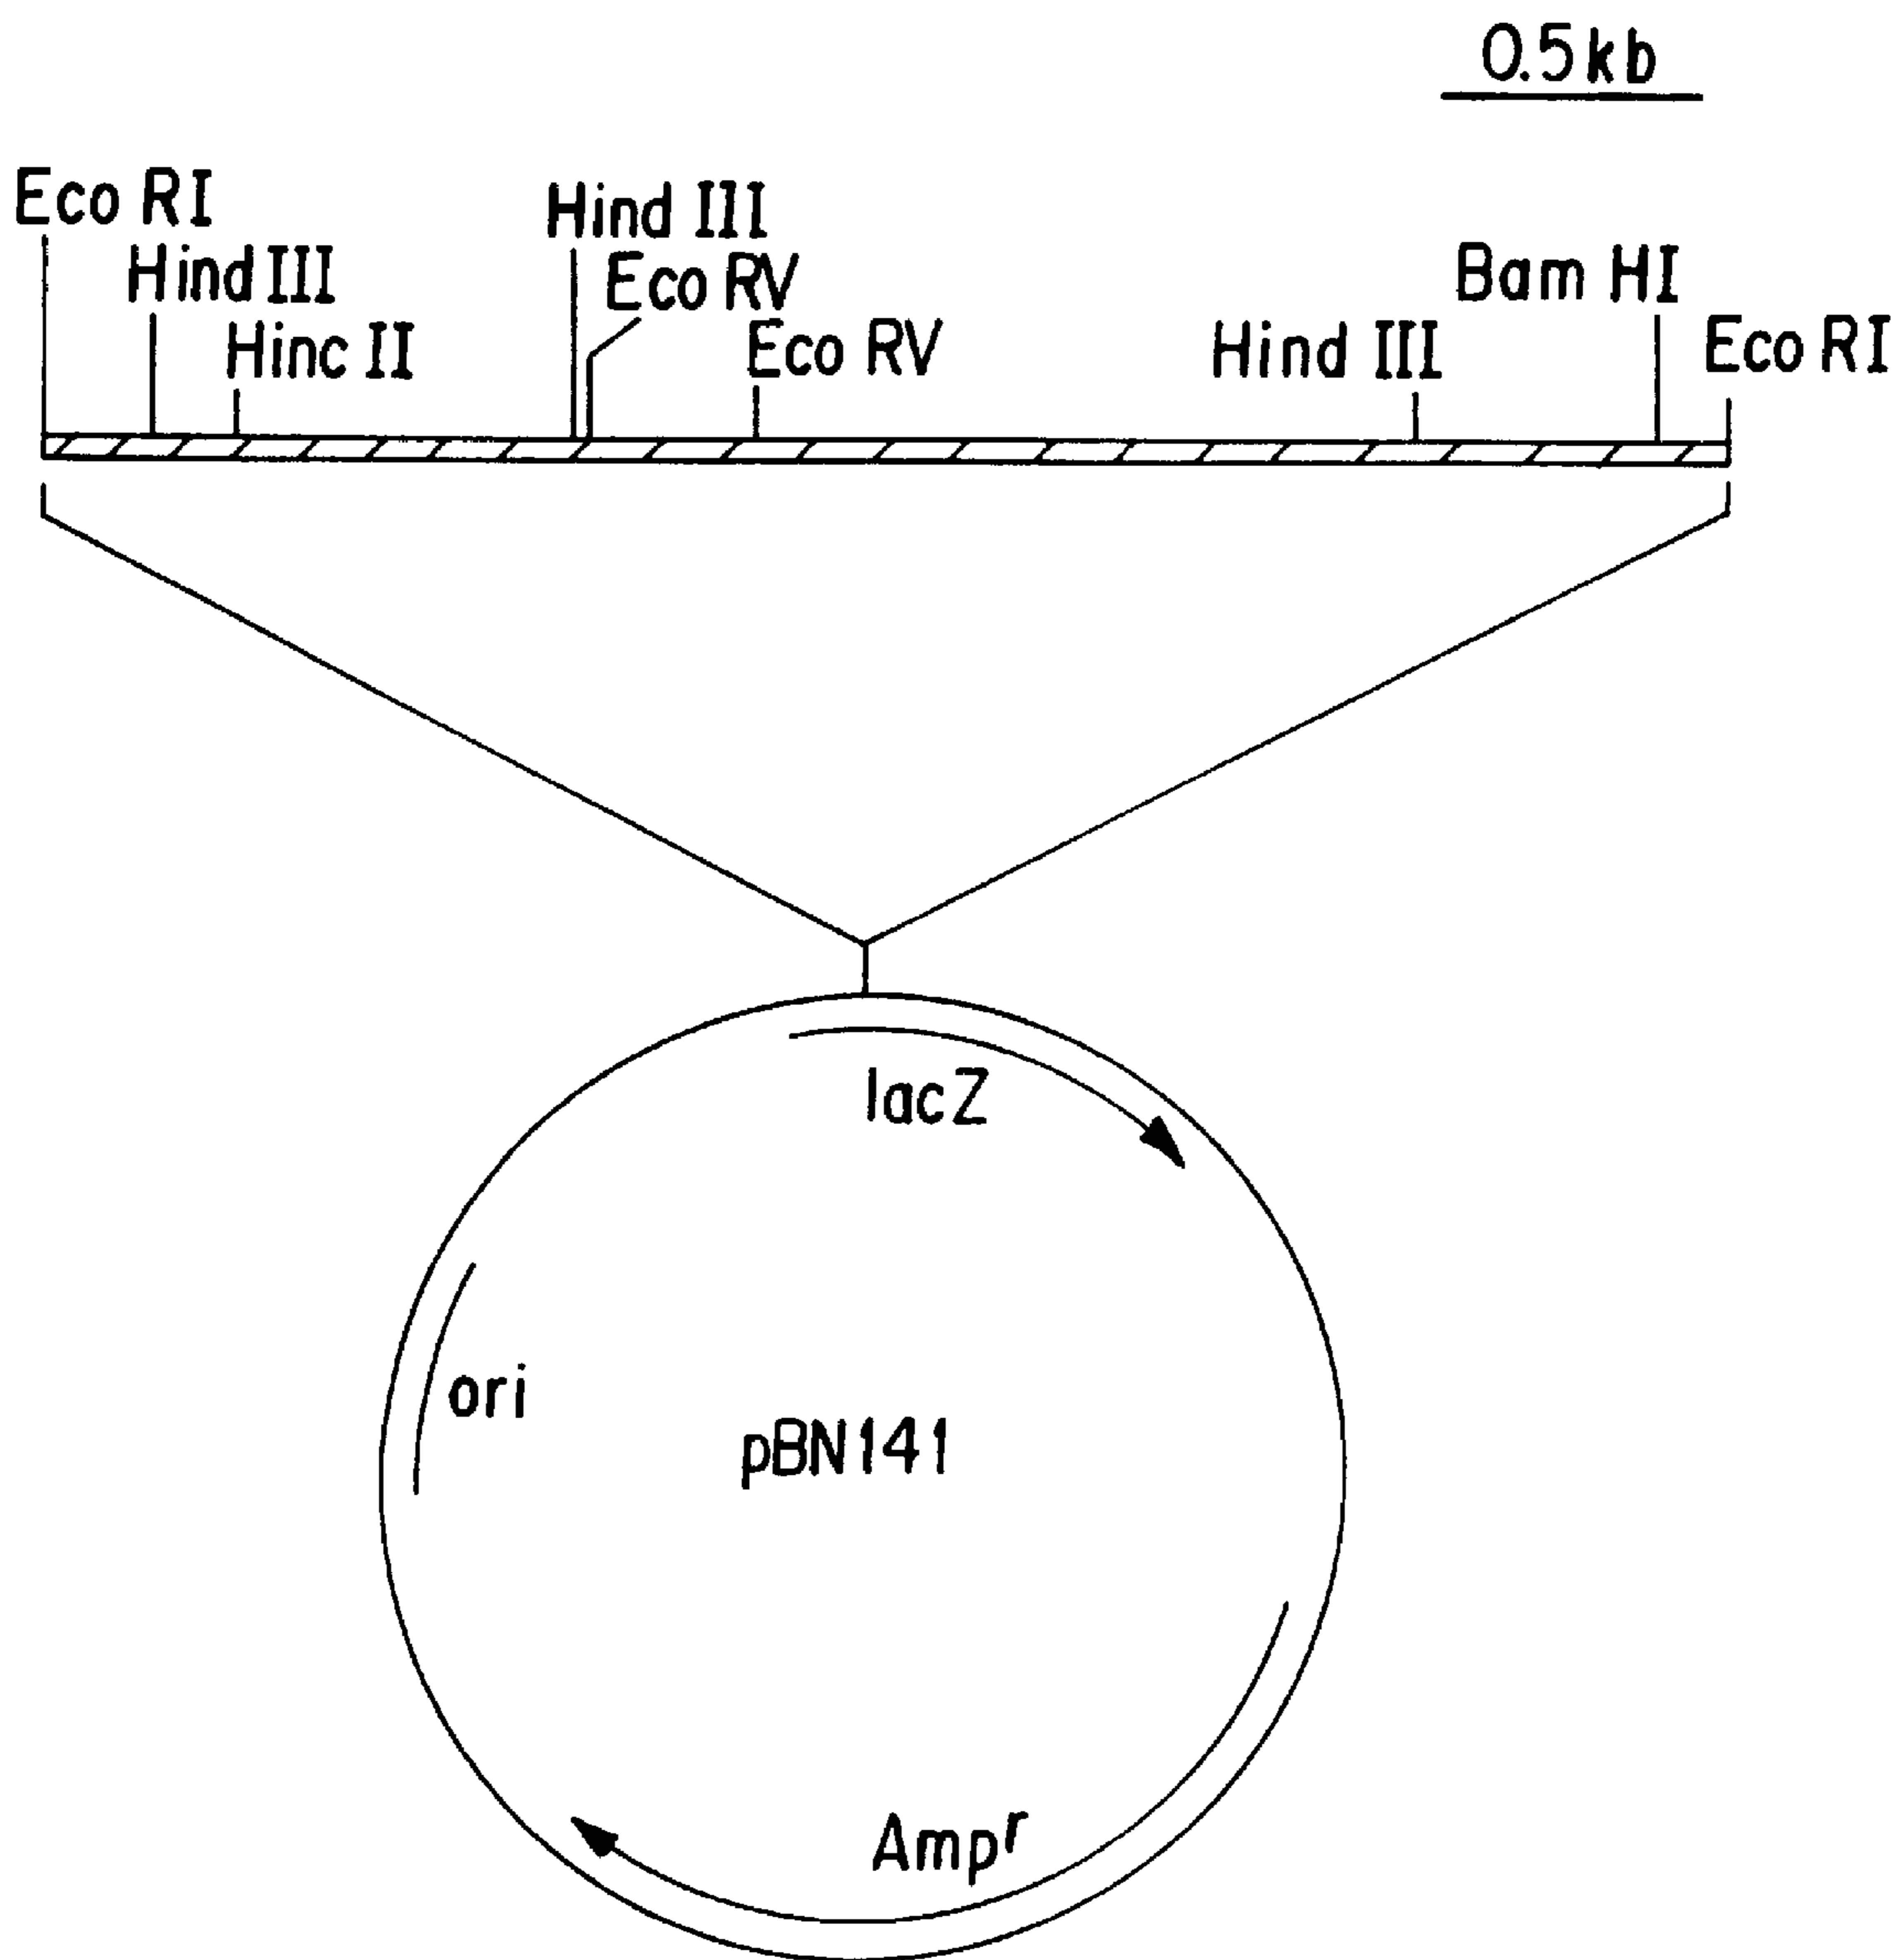 0.5kb
Eco RI
Hind III
Hinc II
Hind III
Eco RV
Eco RV
Hind III
Bam HI
Eco RI
lacZ
ori
pBN141
Ampr